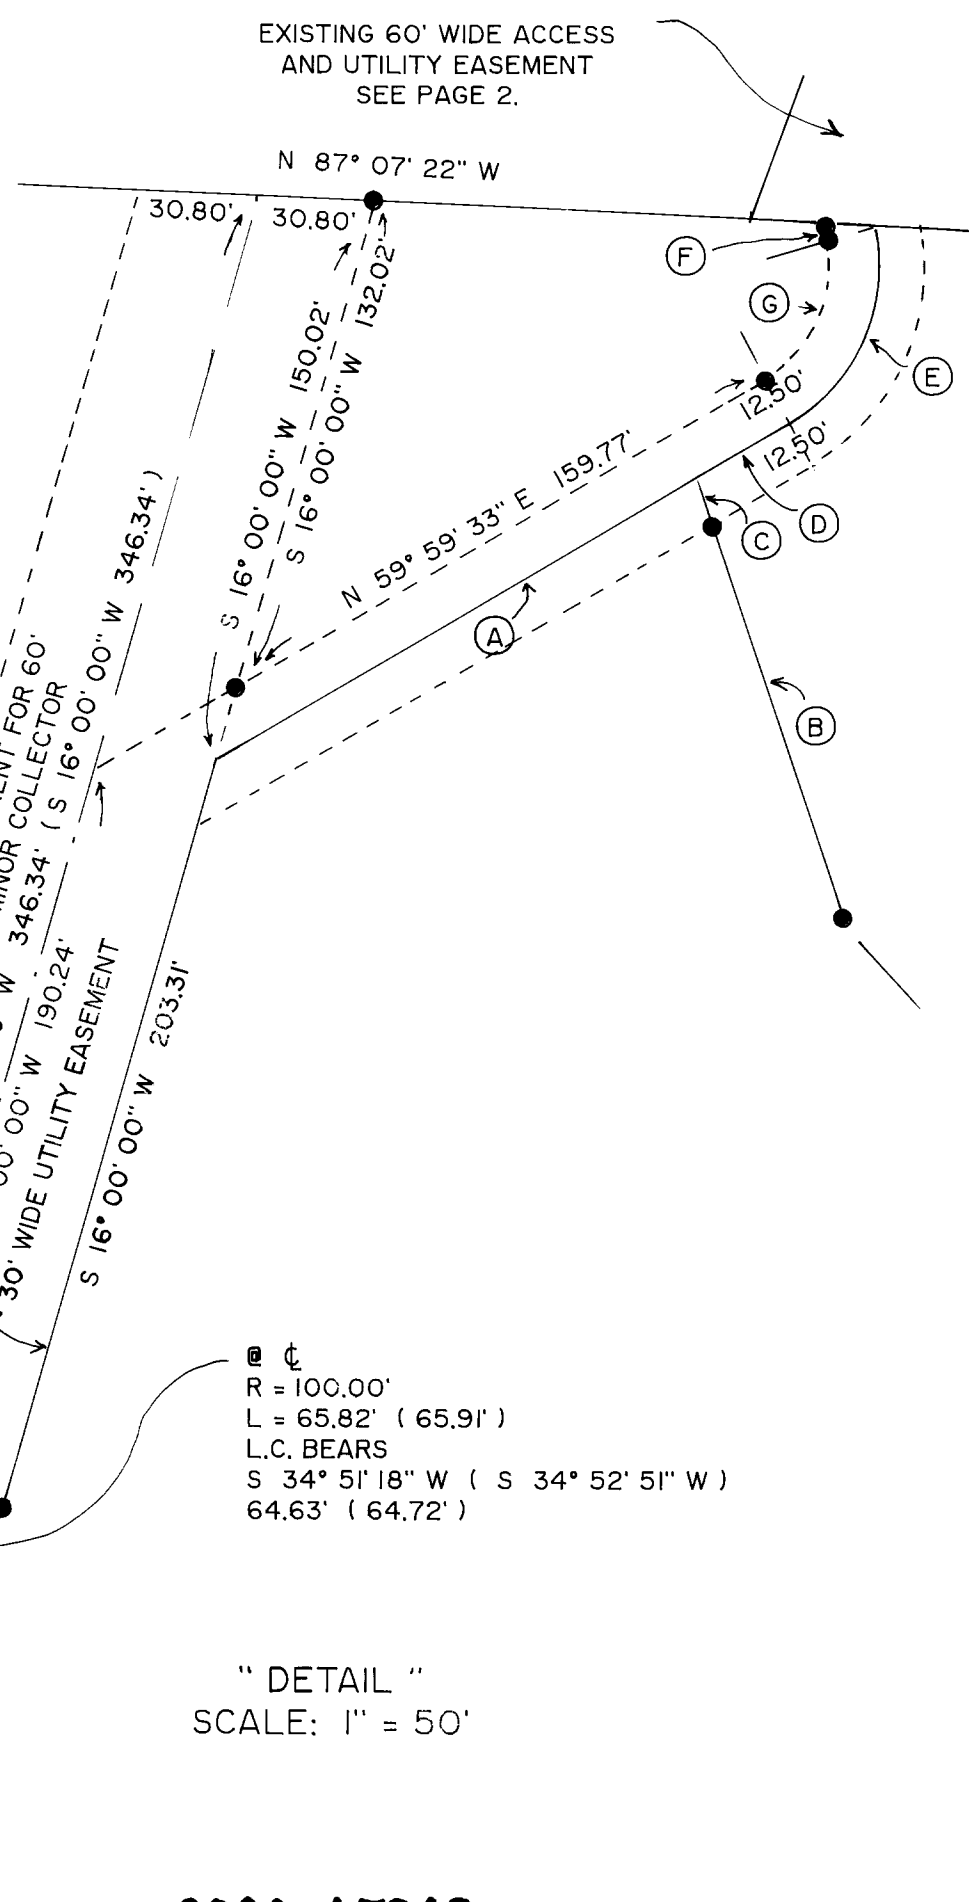 EXISTING 60' WIDE ACCESS
AND UTILITY EASEMENT
SEE PAGE 2.
N 87° 07' 22" W
30.80'
30.80'
S 16° 00' 00" W 150.02'
S 16° 00' 00" W 132.02'
F
G
E
12.50'
12.50'
N 59° 59' 33" E 159.77'
C
D
A
B
FOR 60'
MINOR COLLECTOR
W 346.34' ( S 16° 00' 00" W 346.34' )
00' 00" W 190.24'
30' WIDE UTILITY EASEMENT
S 16° 00' 00" W 203.31'
@ ℄
R = 100.00'
L = 65.82' ( 65.91' )
L.C. BEARS
S 34° 51' 18" W ( S 34° 52' 51" W )
64.63' ( 64.72' )
" DETAIL "
SCALE: 1" = 50'